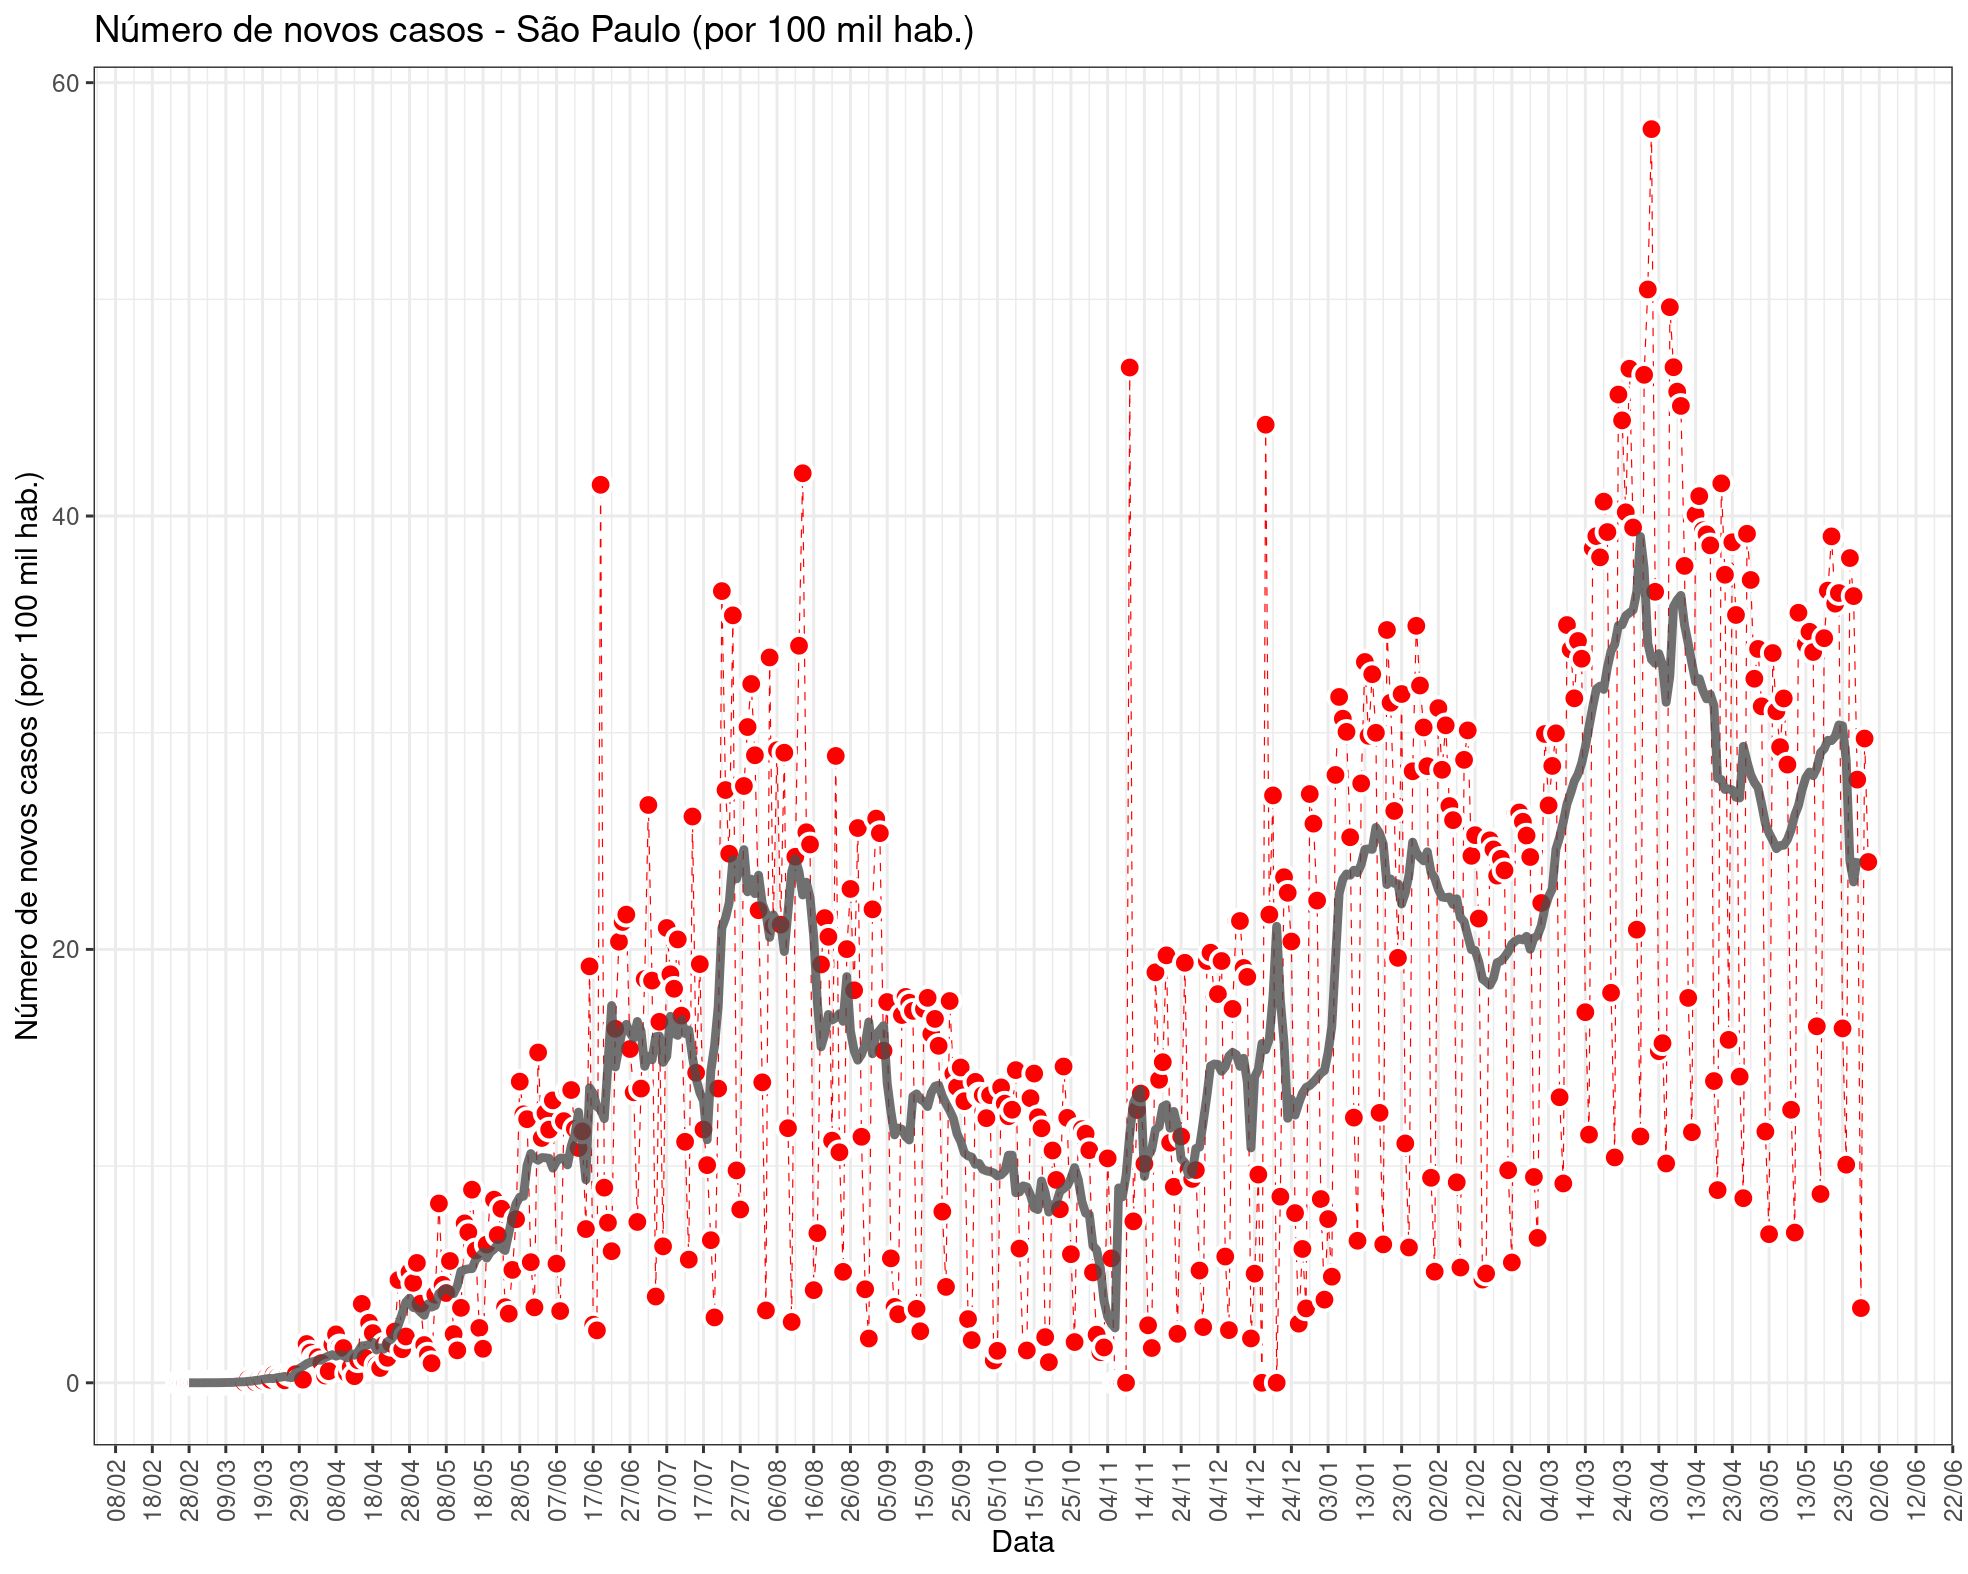 Número de novos casos - São Paulo (por 100 mil hab.)
Número de novos casos (por 100 mil hab.)
60
40
20
0
08/02 18/02 28/02 09/03 19/03 29/03 08/04 18/04 28/04 08/05 18/05 28/05 07/06 17/06 27/06 07/07 17/07 27/07 06/08 16/08 26/08 05/09 15/09 25/09 05/10 15/10 25/10 04/11 14/11 24/11 04/12 14/12 24/12 03/01 13/01 23/01 02/02 12/02 22/02 04/03 14/03 24/03 03/04 13/04 23/04 03/05 13/05 23/05 02/06 12/06 22/06
Data